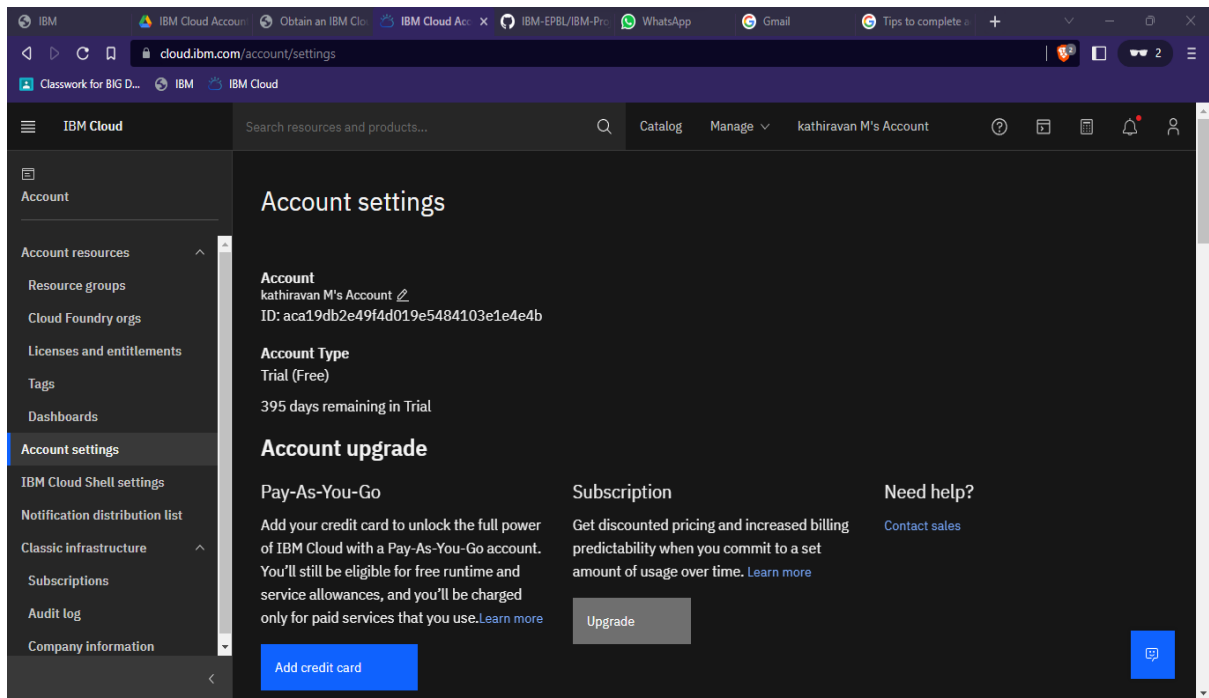 IBM
IBM Cloud Accoun
Obtain an IBM Clo
IBM Cloud Acc
IBM-EPBL/IBM-Pro
WhatsApp
Gmail
Tips to complete a
cloud.ibm.com/account/settings
2
2
Classwork for BIG D...
IBM
IBM Cloud
IBM Cloud
Search resources and products...
Catalog
Manage
kathiravan M's Account
Account
Account resources
Resource groups
Cloud Foundry orgs
Licenses and entitlements
Tags
Dashboards
Account settings
IBM Cloud Shell settings
Notification distribution list
Classic infrastructure
Subscriptions
Audit log
Company information
Account settings
Account
kathiravan M's Account
ID: aca19db2e49f4d019e5484103e1e4e4b
Account Type
Trial (Free)
395 days remaining in Trial
Account upgrade
Pay-As-You-Go
Add your credit card to unlock the full power
of IBM Cloud with a Pay-As-You-Go account.
You'll still be eligible for free runtime and
service allowances, and you'll be charged
only for paid services that you use.Learn more
Add credit card
Subscription
Get discounted pricing and increased billing
predictability when you commit to a set
amount of usage over time. Learn more
Upgrade
Need help?
Contact sales